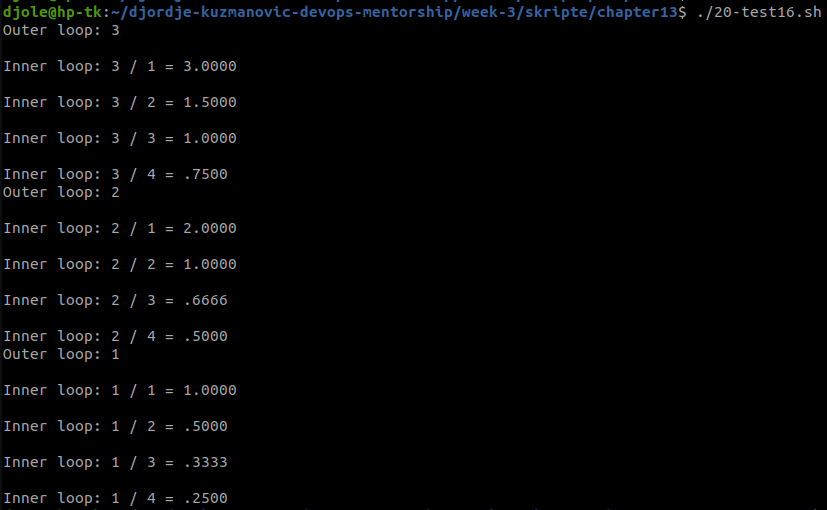 djole@hp-tk:~/djordje-kuzmanovic-devops-mentorship/week-3/skripte/chapter13$ ./20-test16.sh
Outer loop: 3
Inner loop: 3 / 1 = 3.0000
Inner loop: 3 / 2 = 1.5000
Inner loop: 3 / 3 = 1.0000
Inner loop: 3 / 4 = .7500
Outer loop: 2
Inner loop: 2 / 1 = 2.0000
Inner loop: 2 / 2 = 1.0000
Inner loop: 2 / 3 = .6666
Inner loop: 2 / 4 = .5000
Outer loop: 1
Inner loop: 1 / 1 = 1.0000
Inner loop: 1 / 2 = .5000
Inner loop: 1 / 3 = .3333
Inner loop: 1 / 4 = .2500